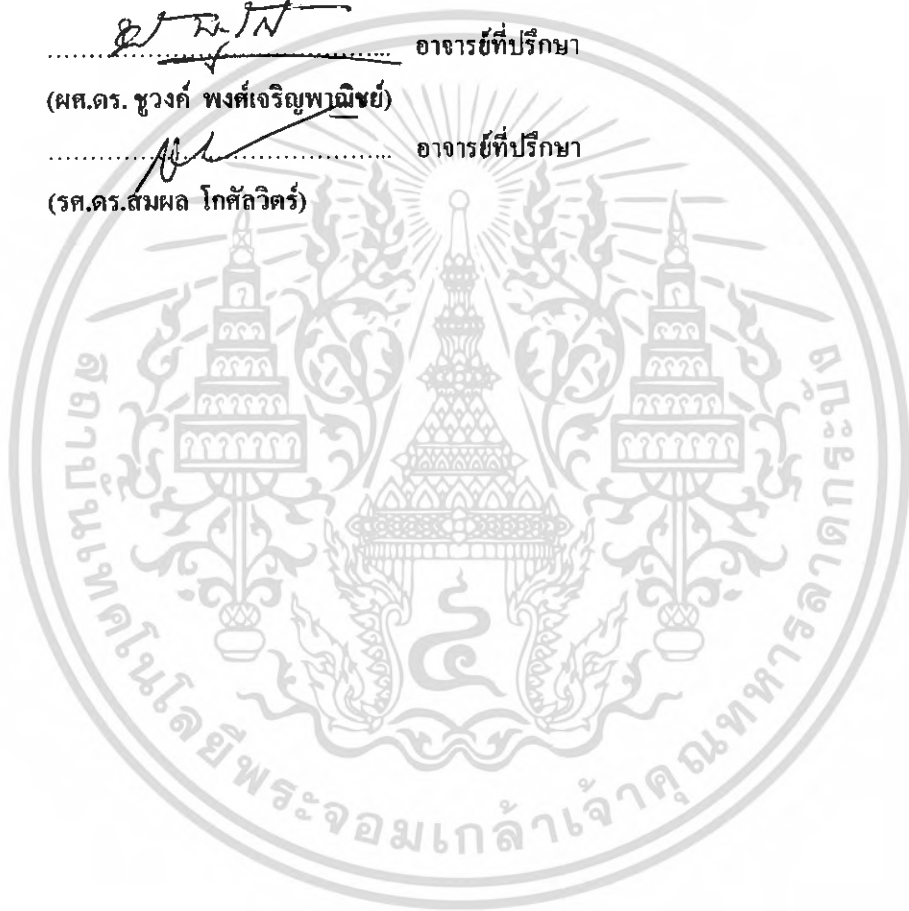 ........................................ อาจารย์ที่ปรึกษา
(ผศ.ดร. ชูวงค์ พงศ์เจริญพาณิชย์)
........................................ อาจารย์ที่ปรึกษา
(รศ.ดร.สมผล โกศัลวิตร์)
สถาบันเทคโนโลยีพระจอมเกล้าเจ้าคุณทหารลาดกระบัง
๔